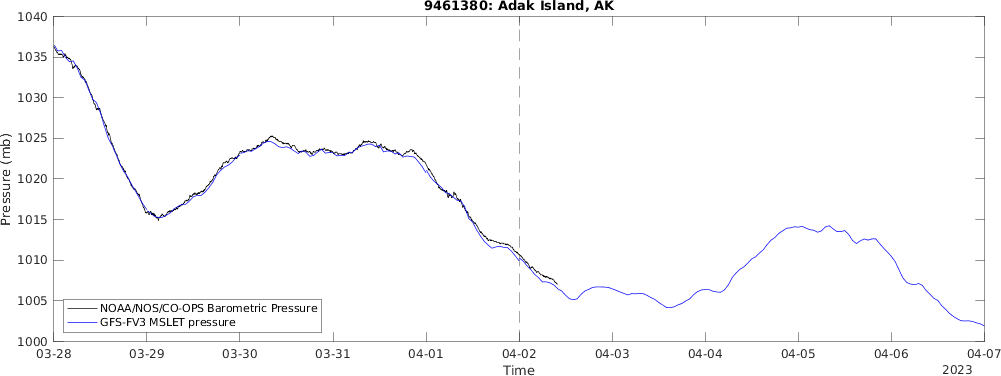 9461380: Adak Island, AK
Pressure (mb)
1040
1035
1030
1025
1020
1015
1010
1005
1000
NOAA/NOS/CO-OPS Barometric Pressure
GFS-FV3 MSLET pressure
03-28 03-29 03-30 03-31 04-01 04-02 04-03 04-04 04-05 04-06 04-07
Time
2023